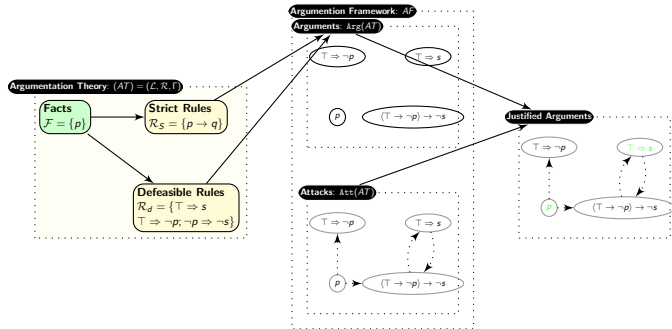 Argumention Framework: AF
Arguments: Arg(AT)
⊤ ⇒ ¬p
⊤ ⇒ s
p
(⊤ → ¬p) → ¬s
Argumentation Theory: (AT) = (ℒ, ℛ, Γ)
Facts
ℱ = {p}
Strict Rules
ℛ_S = {p → q}
Defeasible Rules
ℛ_d = {⊤ ⇒ s
⊤ ⇒ ¬p; ¬p ⇒ ¬s}
Attacks: Att(AT)
⊤ ⇒ ¬p
⊤ ⇒ s
p
(⊤ → ¬p) → ¬s
Justified Arguments
⊤ ⇒ ¬p
⊤ ⇒ s
p
(⊤ → ¬p) → ¬s